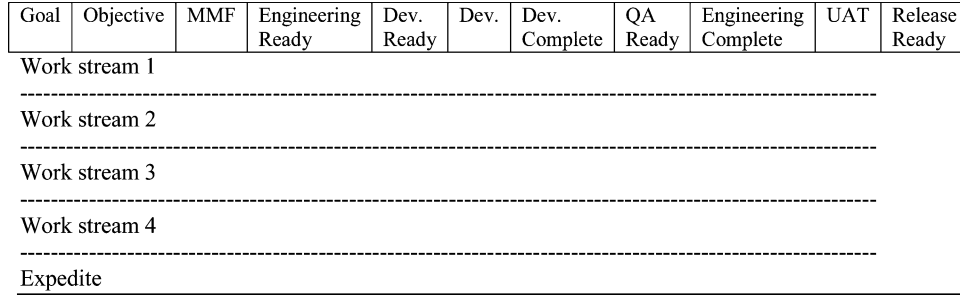 Goal Objective MMF Engineering Ready Dev. Ready Dev. Dev. Complete QA Ready Engineering Complete UAT Release Ready
Work stream 1
Work stream 2
Work stream 3
Work stream 4
Expedite